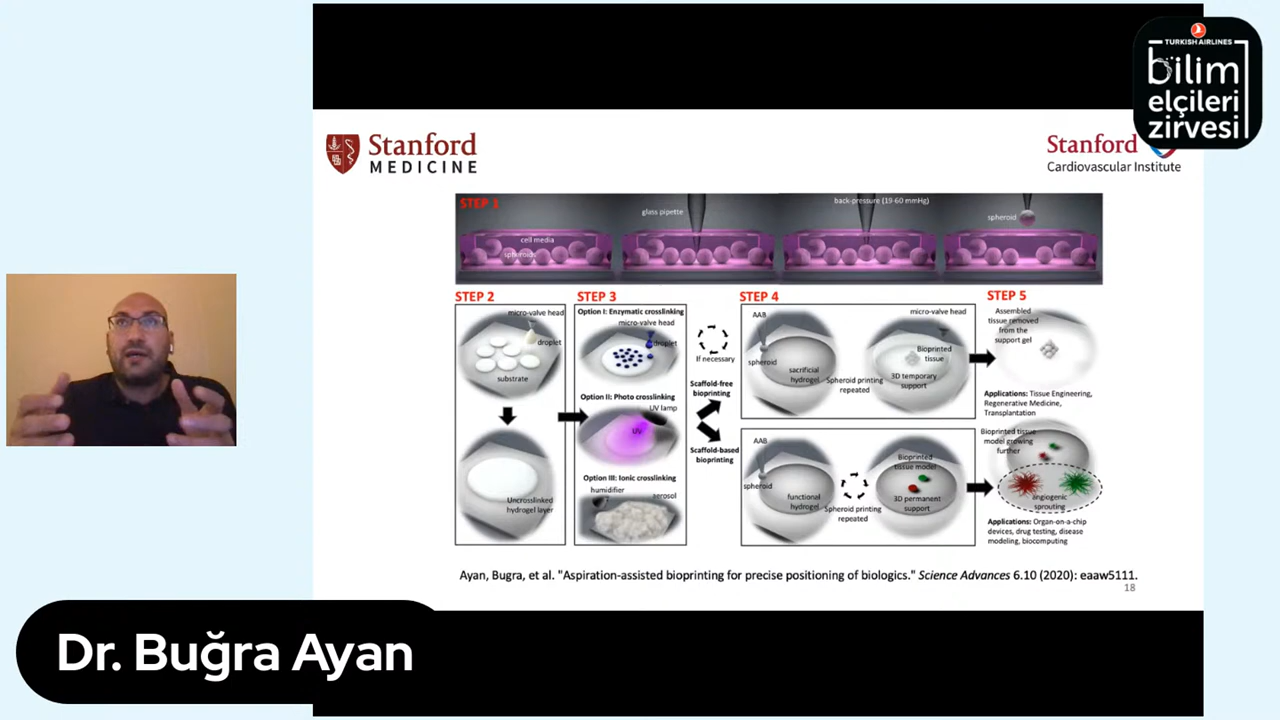 TURKISH AIRLINES
bilim
elçileri
zirvesi
Stanford
MEDICINE
Stanford
Cardiovascular Institute
STEP 1
cell media
spheroids
glass pipette
back-pressure (19-60 mmHg)
spheroid
STEP 2
micro-valve head
droplet
substrate
Uncrosslinked
hydrogel layer
STEP 3
Option I: Enzymatic crosslinking
micro-valve head
droplet
Option II: Photo crosslinking
UV lamp
UV
Option III: Ionic crosslinking
humidifier
aerosol
If necessary
Scaffold-free
bioprinting
Scaffold-based
bioprinting
STEP 4
AAB
spheroid
sacrificial
hydrogel
Spheroid printing
repeated
micro-valve head
Bioprinted
tissue
3D temporary
support
AAB
spheroid
functional
hydrogel
Spheroid printing
repeated
Bioprinted
tissue model
3D permanent
support
STEP 5
Assembled
tissue removed
from the
support gel
Applications: Tissue Engineering,
Regenerative Medicine,
Transplantation
Bioprinted tissue
model growing
further
angiogenic
sprouting
Applications: Organ-on-a-chip
devices, drug testing, disease
modeling, biocomputing
Ayan, Bugra, et al. "Aspiration-assisted bioprinting for precise positioning of biologics." Science Advances 6.10 (2020): eaaw5111.
18
Dr. Buğra Ayan